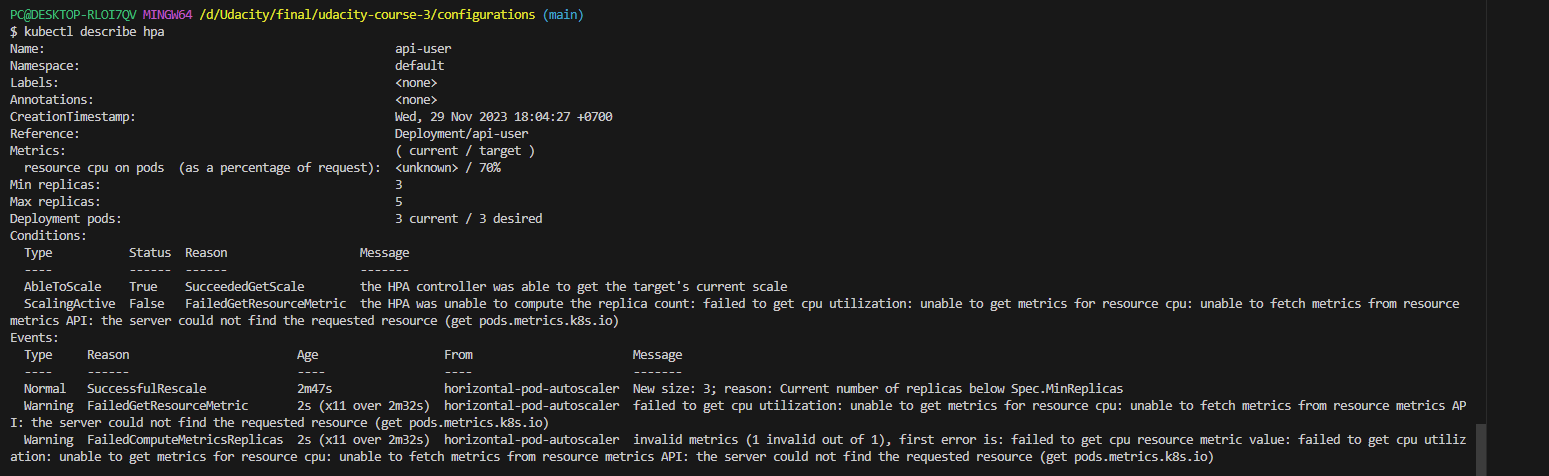 PC@DESKTOP-RLOI7QV MINGW64 /d/Udacity/final/udacity-course-3/configurations (main)
$ kubectl describe hpa
Name: api-user
Namespace: default
Labels: <none>
Annotations: <none>
CreationTimestamp: Wed, 29 Nov 2023 18:04:27 +0700
Reference: Deployment/api-user
Metrics: ( current / target )
resource cpu on pods (as a percentage of request): <unknown> / 70%
Min replicas: 3
Max replicas: 5
Deployment pods: 3 current / 3 desired
Conditions:
Type Status Reason Message
---- ------ ------ -------
AbleToScale True SucceededGetScale the HPA controller was able to get the target's current scale
ScalingActive False FailedGetResourceMetric the HPA was unable to compute the replica count: failed to get cpu utilization: unable to get metrics for resource cpu: unable to fetch metrics from resource
metrics API: the server could not find the requested resource (get pods.metrics.k8s.io)
Events:
Type Reason Age From Message
---- ------ ---- ---- -------
Normal SuccessfulRescale 2m47s horizontal-pod-autoscaler New size: 3; reason: Current number of replicas below Spec.MinReplicas
Warning FailedGetResourceMetric 2s (x11 over 2m32s) horizontal-pod-autoscaler failed to get cpu utilization: unable to get metrics for resource cpu: unable to fetch metrics from resource metrics AP
I: the server could not find the requested resource (get pods.metrics.k8s.io)
Warning FailedComputeMetricsReplicas 2s (x11 over 2m32s) horizontal-pod-autoscaler invalid metrics (1 invalid out of 1), first error is: failed to get cpu resource metric value: failed to get cpu utiliz
ation: unable to get metrics for resource cpu: unable to fetch metrics from resource metrics API: the server could not find the requested resource (get pods.metrics.k8s.io)